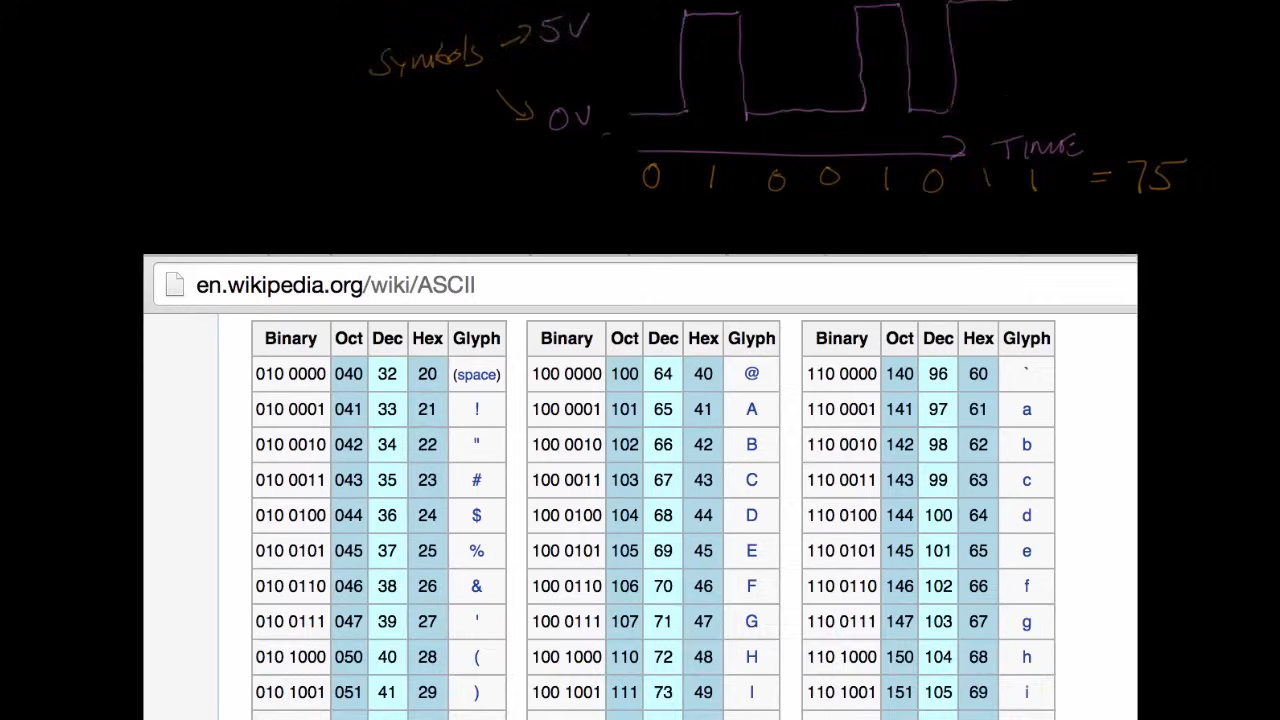 symbols → 5V
0V
TIME
0 1 0 0 1 0 1 1 = 75
en.wikipedia.org/wiki/ASCII
Binary Oct Dec Hex Glyph Binary Oct Dec Hex Glyph Binary Oct Dec Hex Glyph
010 0000 040 32 20 (space) 100 0000 100 64 40 @ 110 0000 140 96 60 `
010 0001 041 33 21 ! 100 0001 101 65 41 A 110 0001 141 97 61 a
010 0010 042 34 22 " 100 0010 102 66 42 B 110 0010 142 98 62 b
010 0011 043 35 23 # 100 0011 103 67 43 C 110 0011 143 99 63 c
010 0100 044 36 24 $ 100 0100 104 68 44 D 110 0100 144 100 64 d
010 0101 045 37 25 % 100 0101 105 69 45 E 110 0101 145 101 65 e
010 0110 046 38 26 & 100 0110 106 70 46 F 110 0110 146 102 66 f
010 0111 047 39 27 ' 100 0111 107 71 47 G 110 0111 147 103 67 g
010 1000 050 40 28 ( 100 1000 110 72 48 H 110 1000 150 104 68 h
010 1001 051 41 29 ) 100 1001 111 73 49 I 110 1001 151 105 69 i